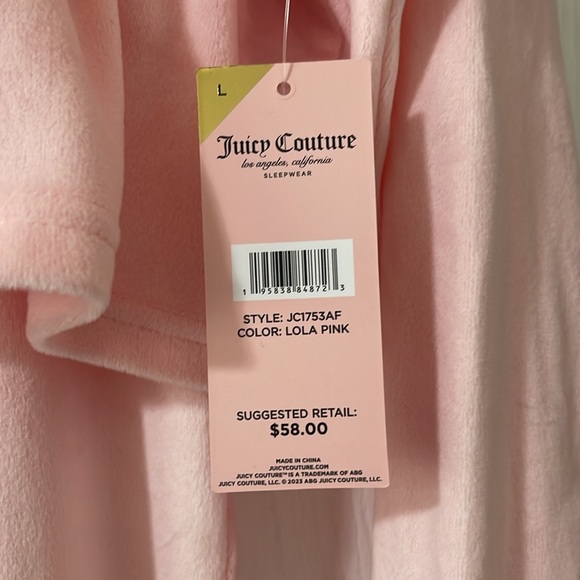 L
Juicy Couture
los angeles, california
SLEEPWEAR
1 95838 84872 3
STYLE: JC1753AF
COLOR: LOLA PINK
SUGGESTED RETAIL:
$58.00
MADE IN CHINA
JUICYCOUTURE.COM
JUICY COUTURE™ IS A TRADEMARK OF ABG
JUICY COUTURE, LLC. © 2023 ABG JUICY COUTURE, LLC.